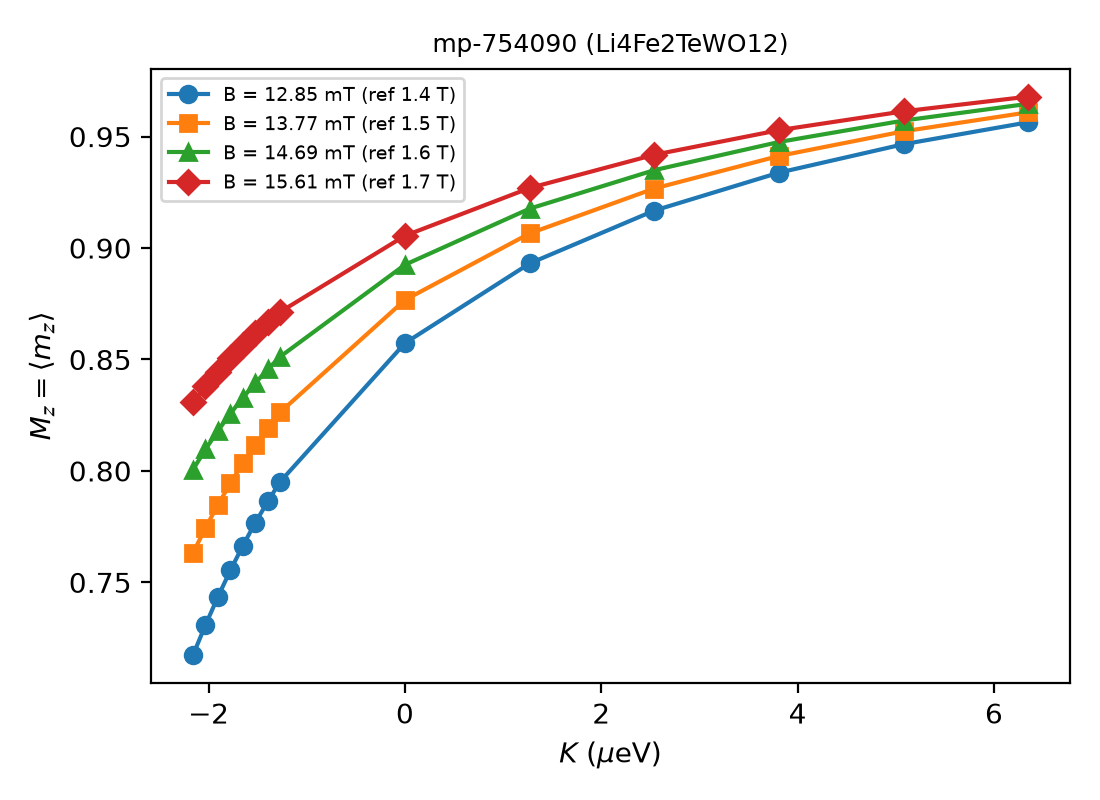 mp-754090 (Li4Fe2TeWO12)
B = 12.85 mT (ref 1.4 T)
B = 13.77 mT (ref 1.5 T)
B = 14.69 mT (ref 1.6 T)
B = 15.61 mT (ref 1.7 T)
0.95
0.90
0.85
0.80
0.75
M_z = ⟨m_z⟩
−2 0 2 4 6
K (μeV)